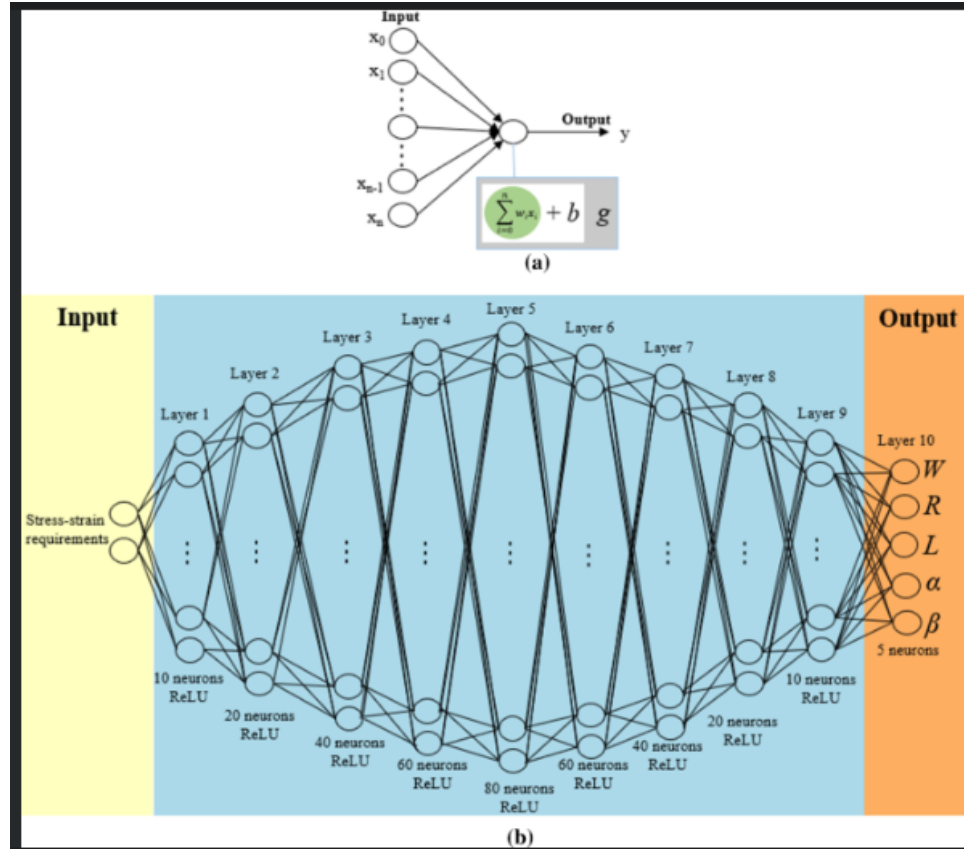 Input
x0
x1
xn-1
xn
Output
y
n
∑ wixi + b g
i=0
(a)
Input
Output
Layer 1
Layer 2
Layer 3
Layer 4
Layer 5
Layer 6
Layer 7
Layer 8
Layer 9
Layer 10
Stress-strain
requirements
W
R
L
α
β
5 neurons
10 neurons
ReLU
20 neurons
ReLU
40 neurons
ReLU
60 neurons
ReLU
80 neurons
ReLU
60 neurons
ReLU
40 neurons
ReLU
20 neurons
ReLU
10 neurons
ReLU
(b)